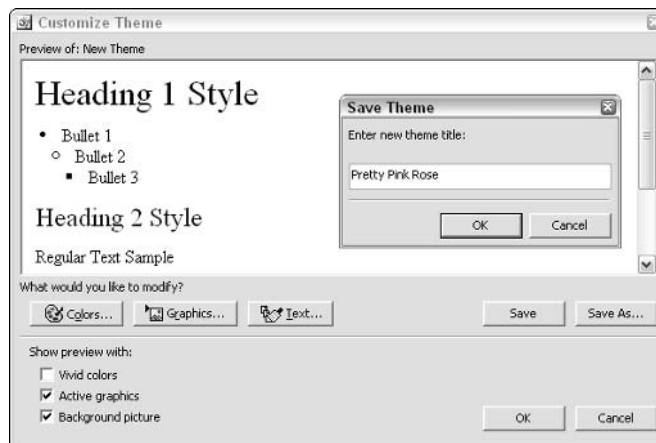 Customize Theme
Preview of: New Theme
Heading 1 Style
• Bullet 1
○ Bullet 2
▪ Bullet 3
Heading 2 Style
Regular Text Sample
Save Theme
Enter new theme title:
Pretty Pink Rose
OK Cancel
What would you like to modify?
Colors... Graphics... Text... Save Save As...
Show preview with:
Vivid colors
Active graphics
Background picture
OK Cancel